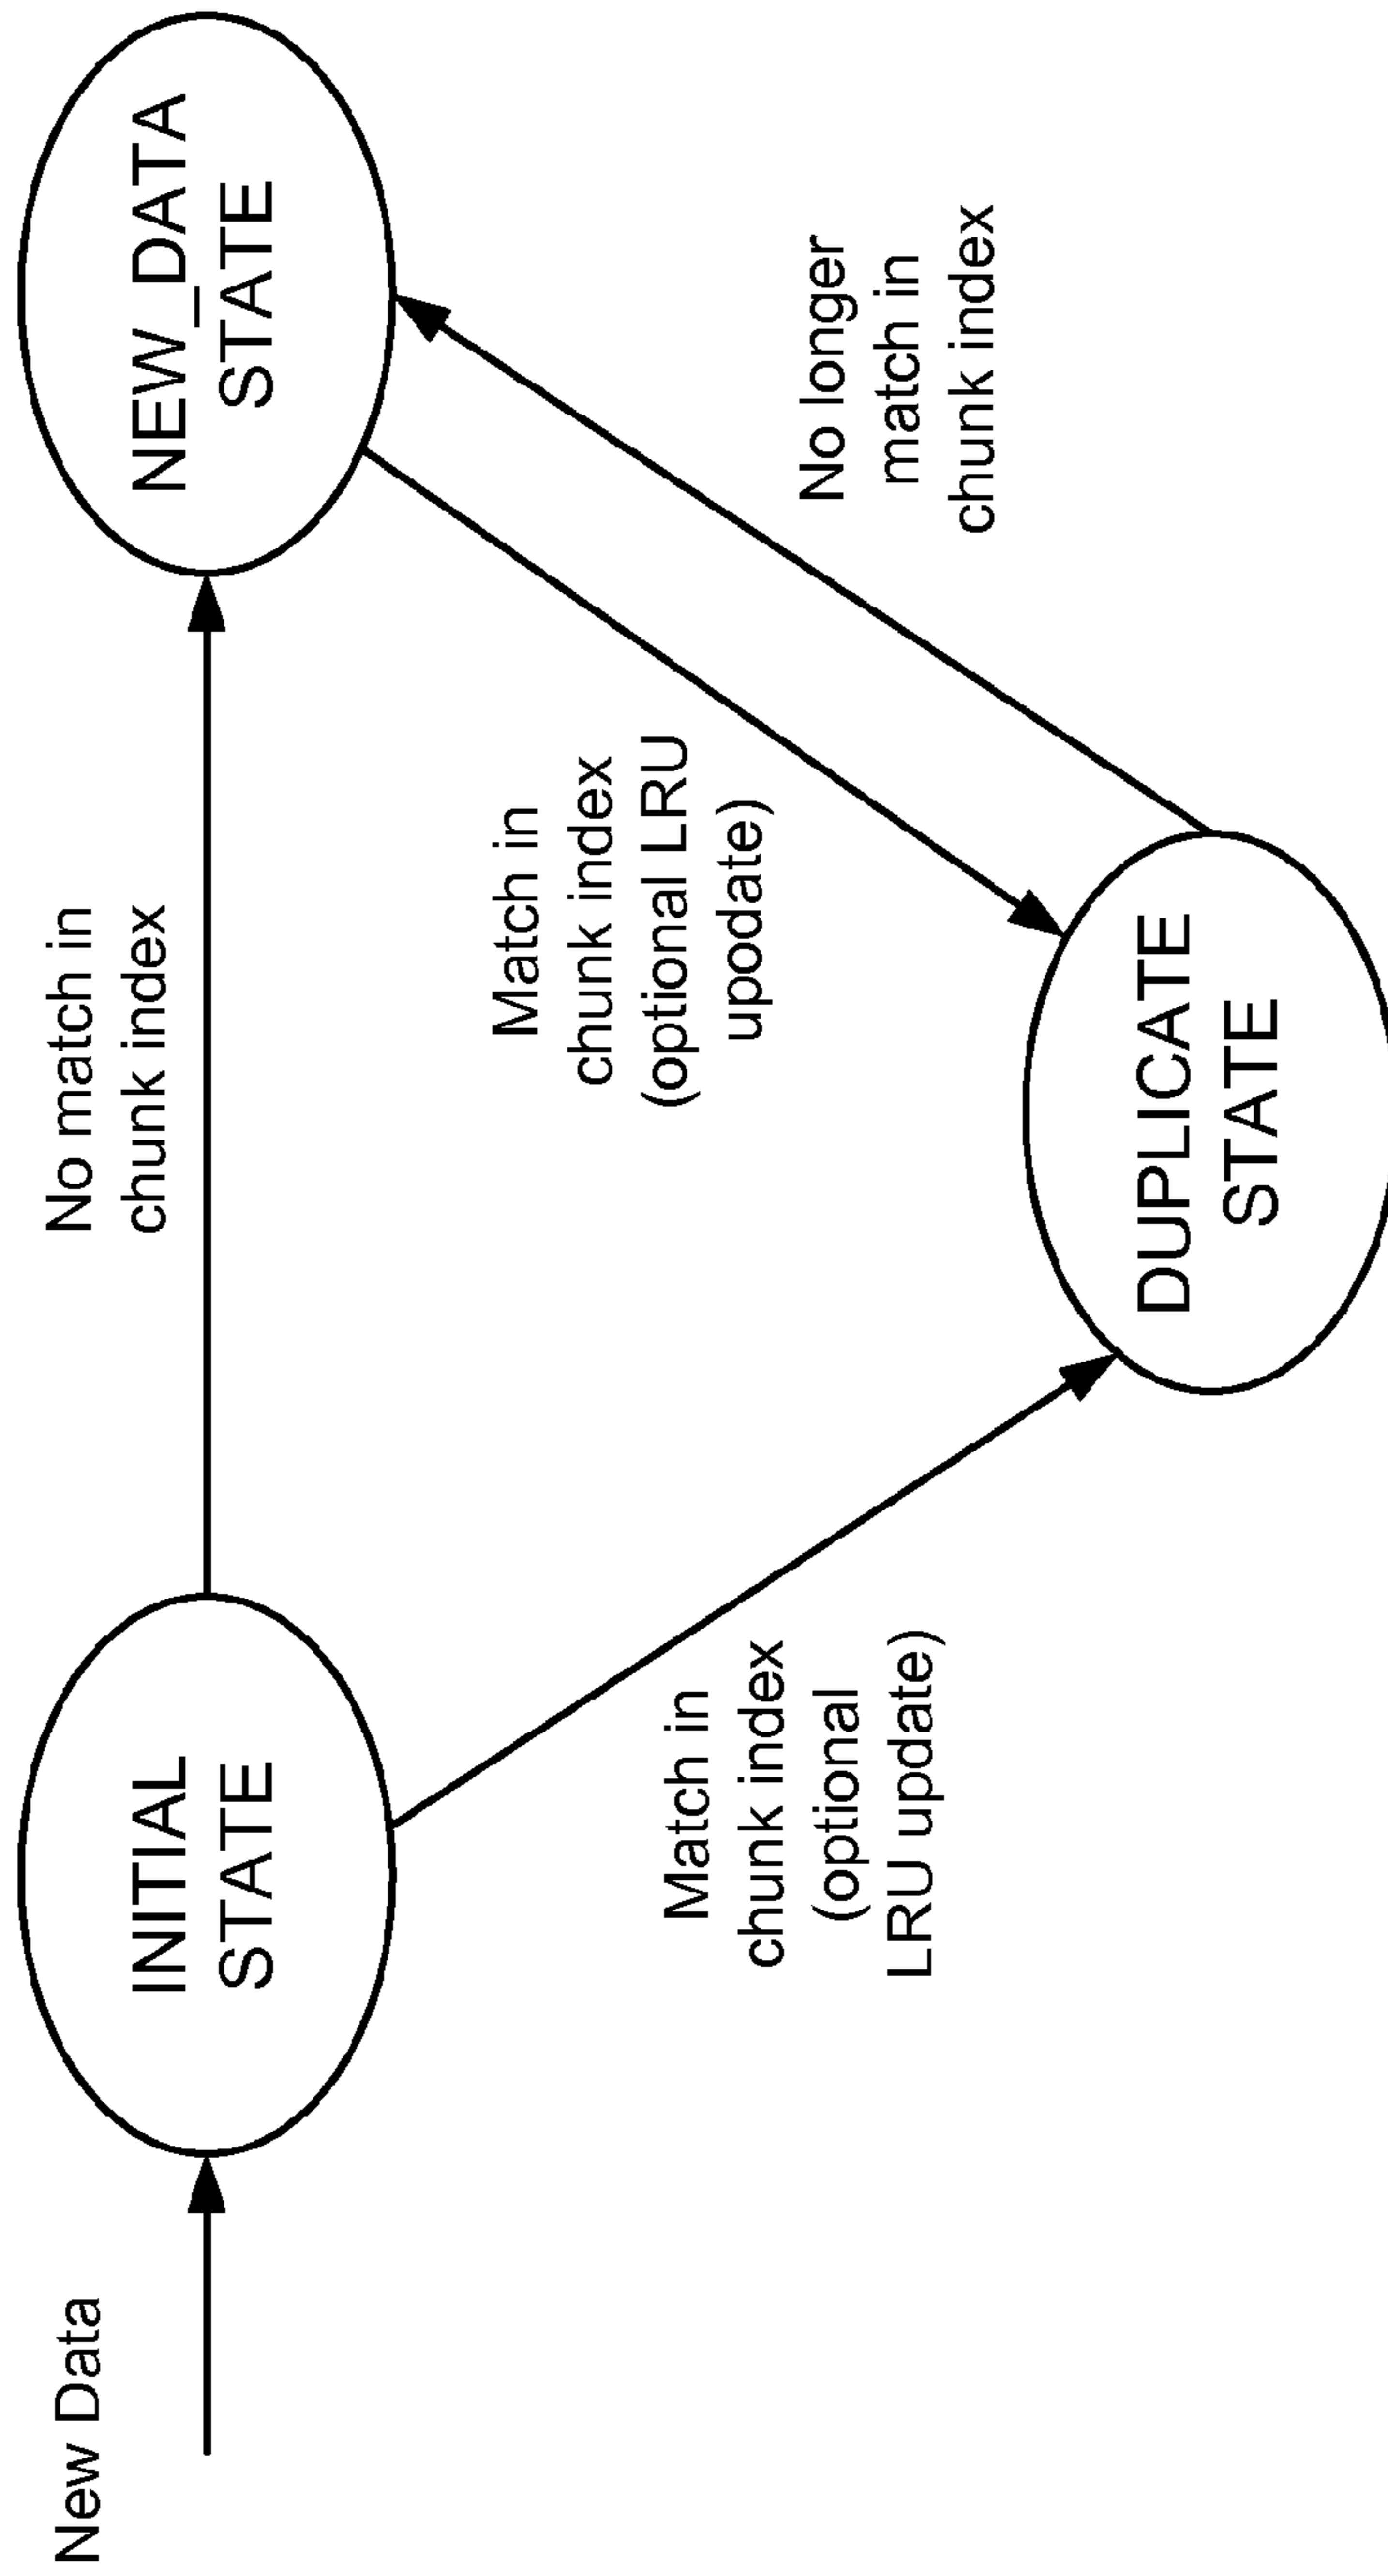 New Data
INITIAL
STATE
No match in
chunk index
NEW_DATA
STATE
Match in
chunk index
(optional
LRU update)
Match in
chunk index
(optional LRU
upodate)
No longer
match in
chunk index
DUPLICATE
STATE